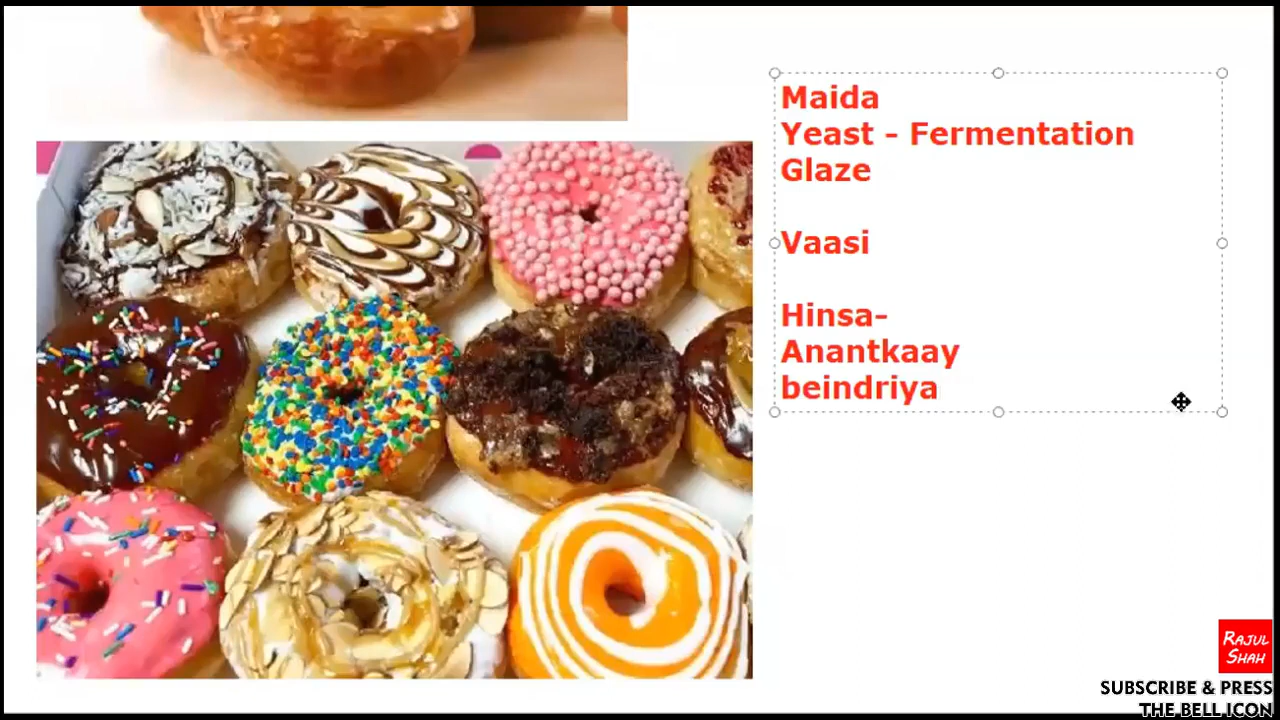 Maida
Yeast - Fermentation
Glaze
Vaasi
Hinsa-
Anantkaay
beindriya
RAJUL
SHAH
SUBSCRIBE & PRESS
THE BELL ICON